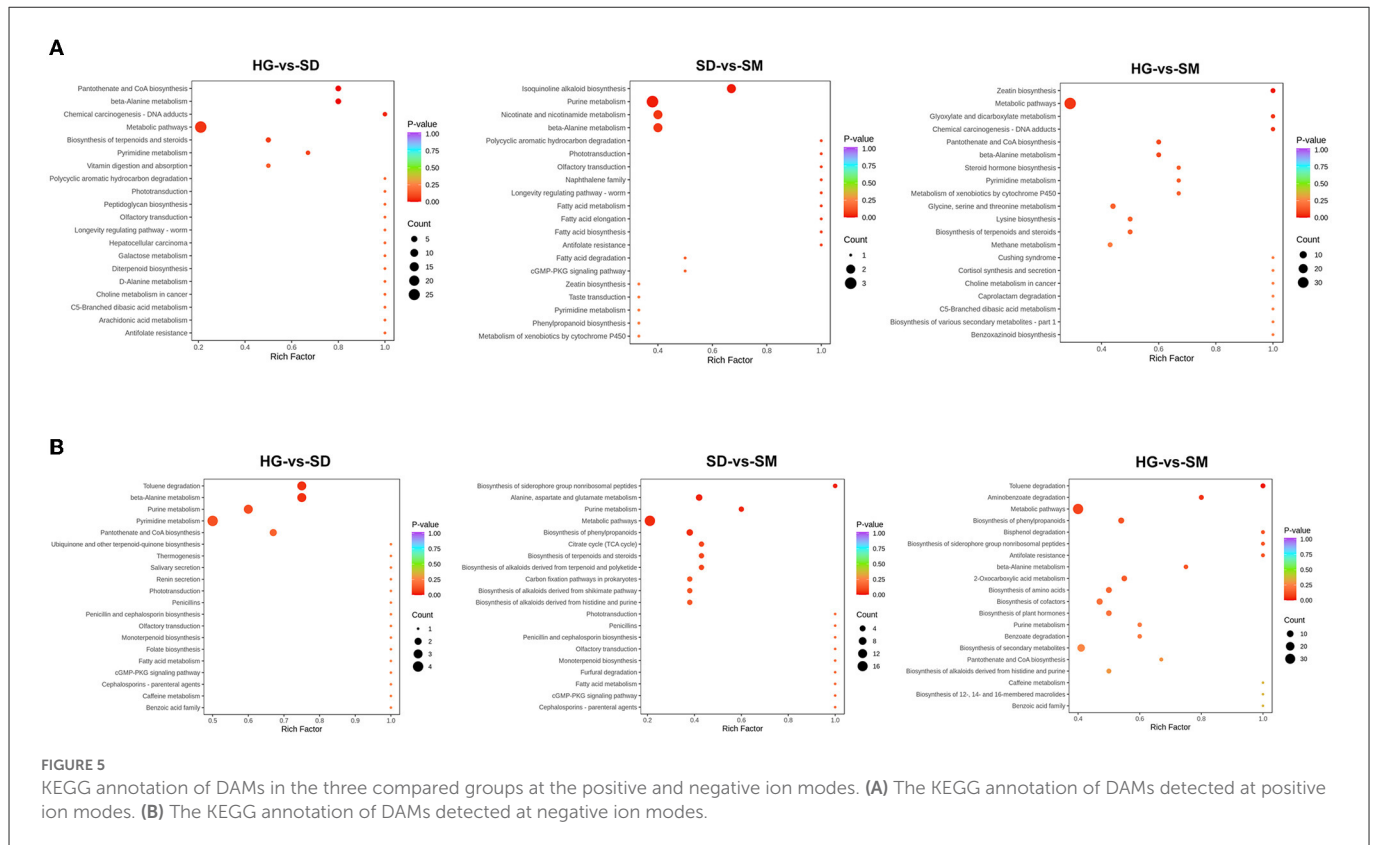 A
HG-vs-SD
Pantothenate and CoA biosynthesis
beta-Alanine metabolism
Chemical carcinogenesis - DNA adducts
Metabolic pathways
Biosynthesis of terpenoids and steroids
Pyrimidine metabolism
Vitamin digestion and absorption
Polycyclic aromatic hydrocarbon degradation
Phototransduction
Peptidoglycan biosynthesis
Olfactory transduction
Longevity regulating pathway - worm
Hepatocellular carcinoma
Galactose metabolism
Diterpenoid biosynthesis
D-Alanine metabolism
Choline metabolism in cancer
C5-Branched dibasic acid metabolism
Arachidonic acid metabolism
Antifolate resistance
0.2 0.4 0.6 0.8 1.0
Rich Factor
P-value
1.00
0.75
0.50
0.25
0.00
Count
5
10
15
20
25
SD-vs-SM
Isoquinoline alkaloid biosynthesis
Purine metabolism
Nicotinate and nicotinamide metabolism
beta-Alanine metabolism
Polycyclic aromatic hydrocarbon degradation
Phototransduction
Olfactory transduction
Naphthalene family
Longevity regulating pathway - worm
Fatty acid metabolism
Fatty acid elongation
Fatty acid biosynthesis
Antifolate resistance
Fatty acid degradation
cGMP-PKG signaling pathway
Zeatin biosynthesis
Taste transduction
Pyrimidine metabolism
Phenylpropanoid biosynthesis
Metabolism of xenobiotics by cytochrome P450
0.4 0.6 0.8 1.0
Rich Factor
P-value
1.00
0.75
0.50
0.25
0.00
Count
1
2
3
HG-vs-SM
Zeatin biosynthesis
Metabolic pathways
Glyoxylate and dicarboxylate metabolism
Chemical carcinogenesis - DNA adducts
Pantothenate and CoA biosynthesis
beta-Alanine metabolism
Steroid hormone biosynthesis
Pyrimidine metabolism
Metabolism of xenobiotics by cytochrome P450
Glycine, serine and threonine metabolism
Lysine biosynthesis
Biosynthesis of terpenoids and steroids
Methane metabolism
Cushing syndrome
Cortisol synthesis and secretion
Choline metabolism in cancer
Caprolactam degradation
C5-Branched dibasic acid metabolism
Biosynthesis of various secondary metabolites - part 1
Benzoxazinoid biosynthesis
0.4 0.6 0.8 1.0
Rich Factor
P-value
1.00
0.75
0.50
0.25
0.00
Count
10
20
30
B
HG-vs-SD
Toluene degradation
beta-Alanine metabolism
Purine metabolism
Pyrimidine metabolism
Pantothenate and CoA biosynthesis
Ubiquinone and other terpenoid-quinone biosynthesis
Thermogenesis
Salivary secretion
Renin secretion
Phototransduction
Penicillins
Penicillin and cephalosporin biosynthesis
Olfactory transduction
Monoterpenoid biosynthesis
Folate biosynthesis
Fatty acid metabolism
cGMP-PKG signaling pathway
Cephalosporins - parenteral agents
Caffeine metabolism
Benzoic acid family
0.5 0.6 0.7 0.8 0.9 1.0
Rich Factor
P-value
1.00
0.75
0.50
0.25
0.00
Count
1
2
3
4
SD-vs-SM
Biosynthesis of siderophore group nonribosomal peptides
Alanine, aspartate and glutamate metabolism
Purine metabolism
Metabolic pathways
Biosynthesis of phenylpropanoids
Citrate cycle (TCA cycle)
Biosynthesis of terpenoids and steroids
Biosynthesis of alkaloids derived from terpenoid and polyketide
Carbon fixation pathways in prokaryotes
Biosynthesis of alkaloids derived from shikimate pathway
Biosynthesis of alkaloids derived from histidine and purine
Phototransduction
Penicillins
Penicillin and cephalosporin biosynthesis
Olfactory transduction
Monoterpenoid biosynthesis
Furfural degradation
Fatty acid metabolism
cGMP-PKG signaling pathway
Cephalosporins - parenteral agents
0.2 0.4 0.6 0.8 1.0
Rich Factor
P-value
1.00
0.75
0.50
0.25
0.00
Count
4
8
12
16
HG-vs-SM
Toluene degradation
Aminobenzoate degradation
Metabolic pathways
Biosynthesis of phenylpropanoids
Bisphenol degradation
Biosynthesis of siderophore group nonribosomal peptides
Antifolate resistance
beta-Alanine metabolism
2-Oxocarboxylic acid metabolism
Biosynthesis of amino acids
Biosynthesis of cofactors
Biosynthesis of plant hormones
Purine metabolism
Benzoate degradation
Biosynthesis of secondary metabolites
Pantothenate and CoA biosynthesis
Biosynthesis of alkaloids derived from histidine and purine
Caffeine metabolism
Biosynthesis of 12-, 14- and 16-membered macrolides
Benzoic acid family
0.4 0.6 0.8 1.0
Rich Factor
P-value
1.00
0.75
0.50
0.25
0.00
Count
10
20
30
FIGURE 5
KEGG annotation of DAMs in the three compared groups at the positive and negative ion modes. (A) The KEGG annotation of DAMs detected at positive
ion modes. (B) The KEGG annotation of DAMs detected at negative ion modes.